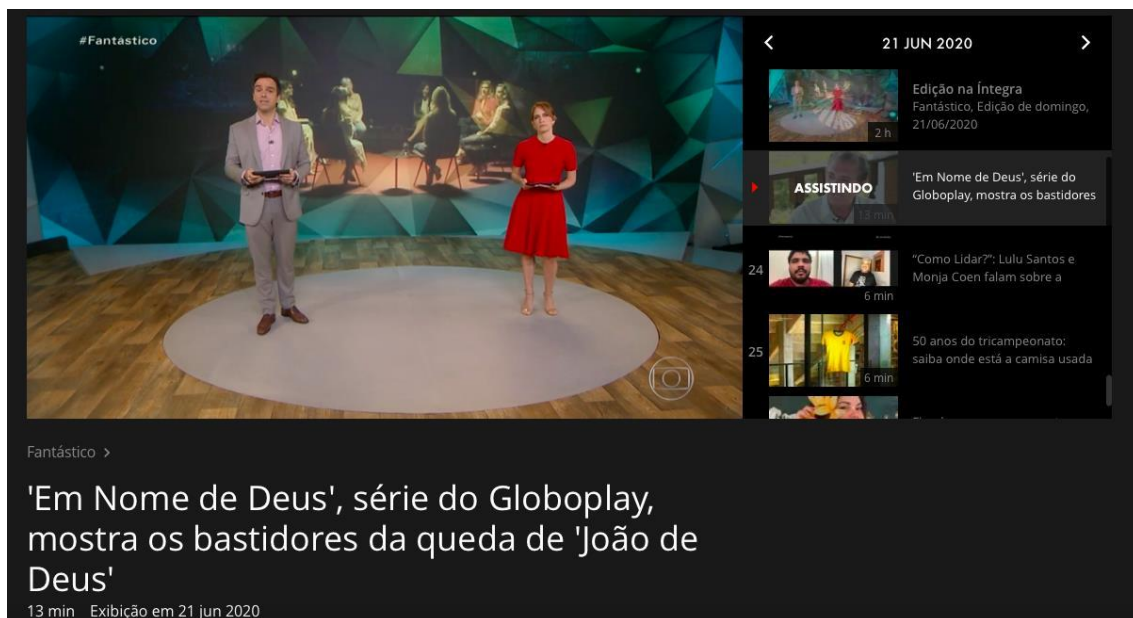 #Fantástico
21 JUN 2020
2 h
Edição na Íntegra
Fantástico, Edição de domingo,
21/06/2020
ASSISTINDO
13 min
'Em Nome de Deus', série do
Globoplay, mostra os bastidores
24
6 min
“Como Lidar?”: Lulu Santos e
Monja Coen falam sobre a
25
6 min
50 anos do tricampeonato:
saiba onde está a camisa usada
Fantástico >
'Em Nome de Deus', série do Globoplay,
mostra os bastidores da queda de 'João de
Deus'
13 min Exibição em 21 jun 2020